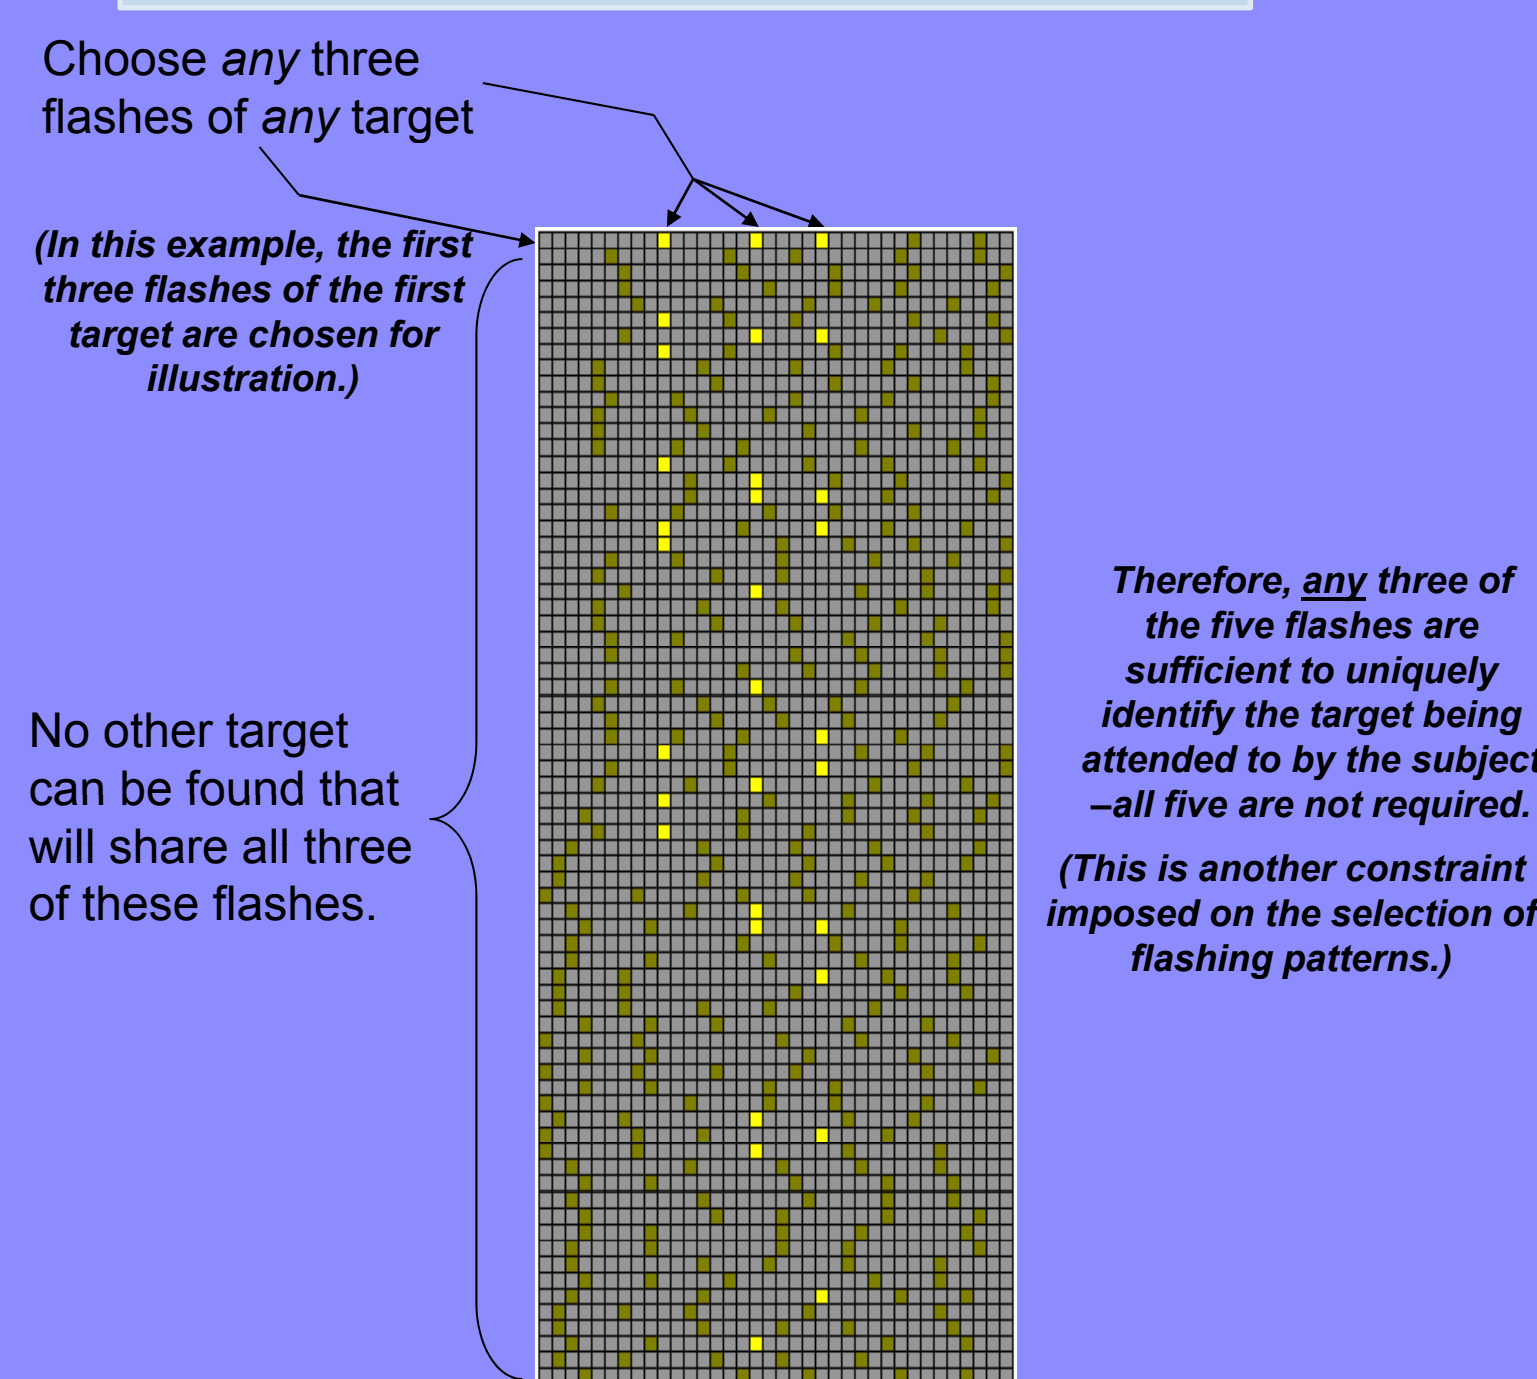 Choose any three
flashes of any target
(In this example, the first
three flashes of the first
target are chosen for
illustration.)
No other target
can be found that
will share all three
of these flashes.
Therefore, any three of
the five flashes are
sufficient to uniquely
identify the target being
attended to by the subject
–all five are not required.
(This is another constraint
imposed on the selection of
flashing patterns.)